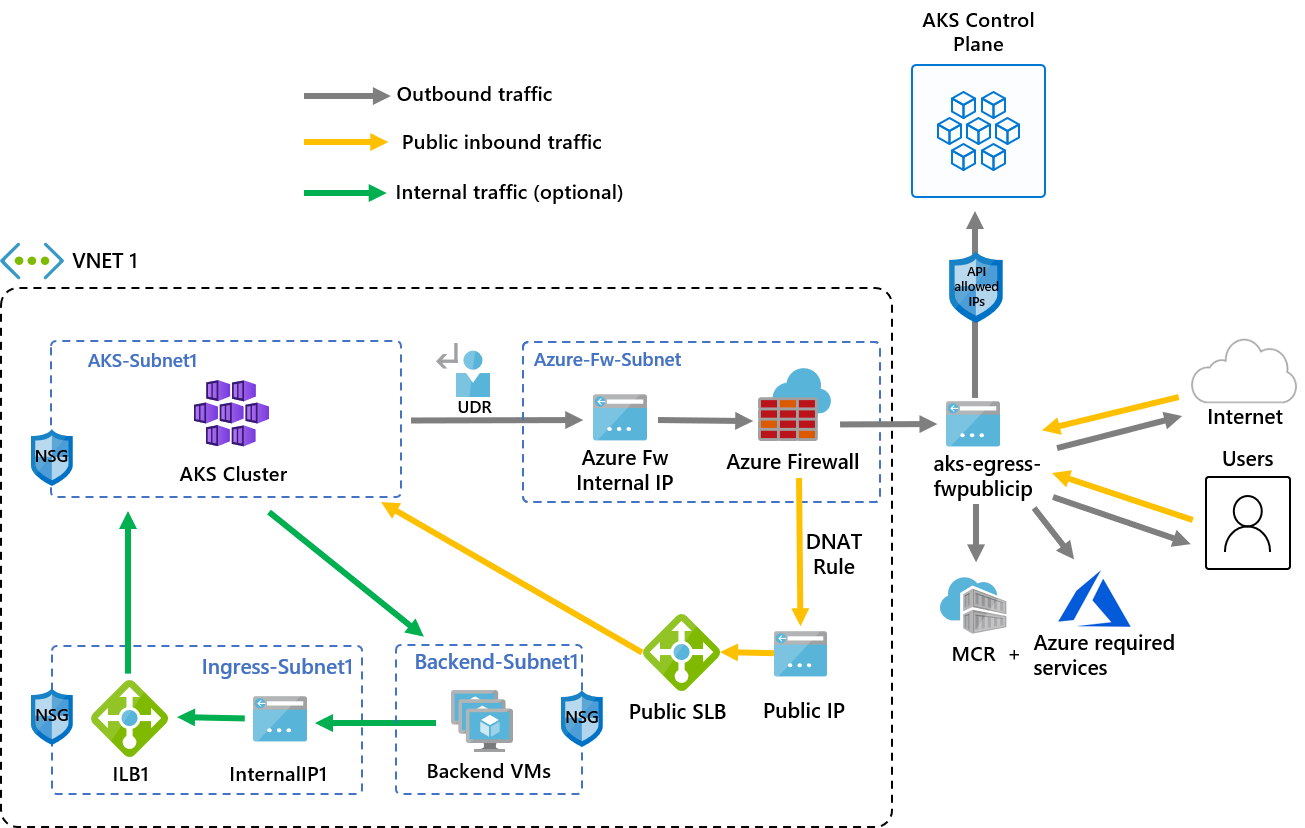 AKS Control
Plane
Outbound traffic
Public inbound traffic
Internal traffic (optional)
VNET 1
API
allowed
IPs
AKS-Subnet1
NSG
AKS Cluster
UDR
Azure-Fw-Subnet
Azure Fw
Internal IP
Azure Firewall
aks-egress-
fwpublicip
Internet
Users
DNAT
Rule
MCR +
Azure required
services
Ingress-Subnet1
NSG
ILB1
InternalIP1
Backend-Subnet1
NSG
Backend VMs
Public SLB
Public IP